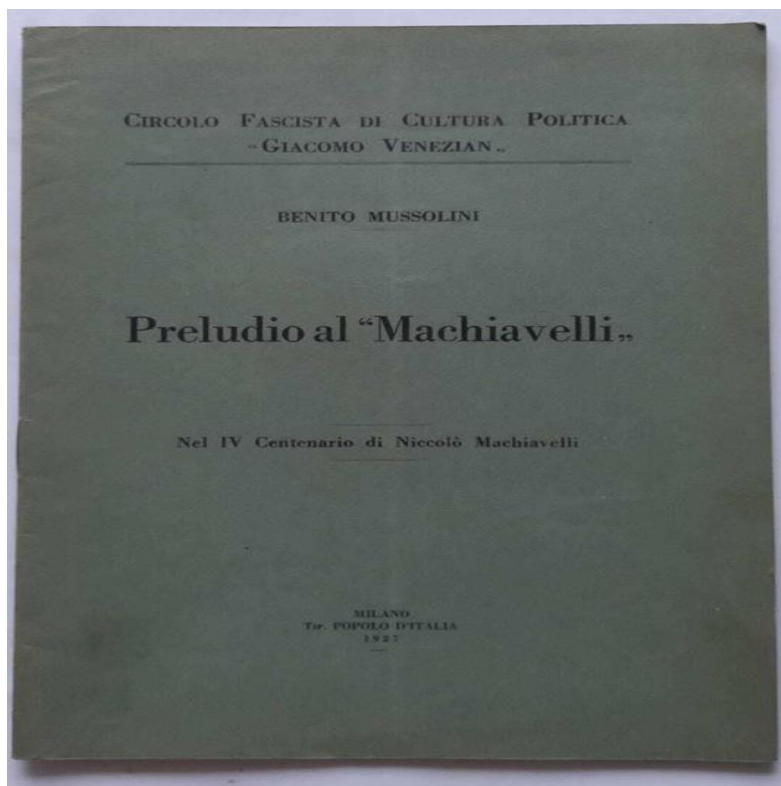 CIRCOLO FASCISTA DI CULTURA POLITICA
“GIACOMO VENEZIAN„
BENITO MUSSOLINI
Preludio al “Machiavelli„
Nel IV Centenario di Niccolò Machiavelli
MILANO
Tip. POPOLO D'ITALIA
1927